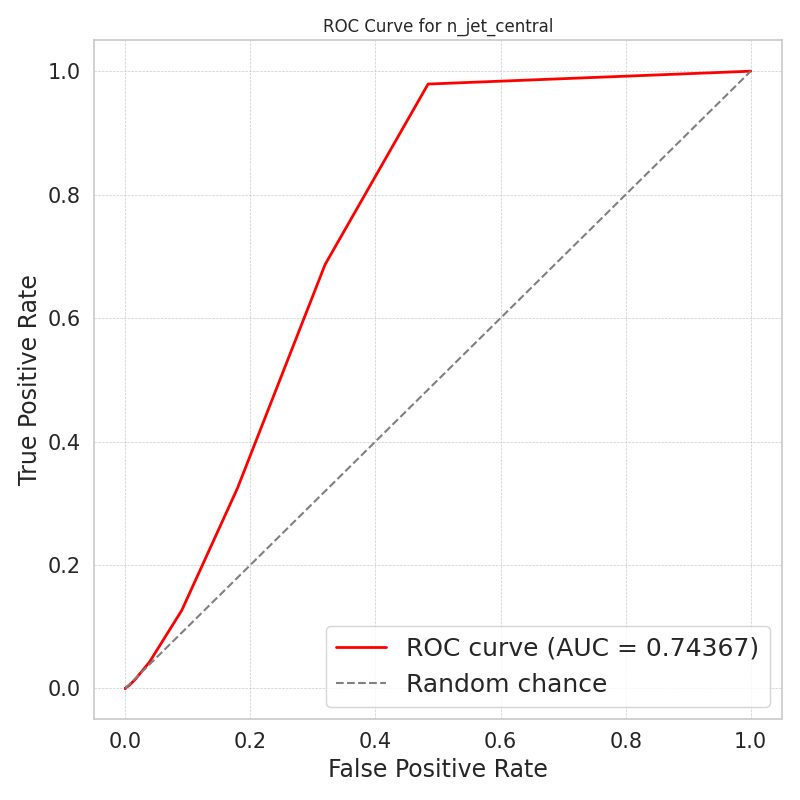 ROC Curve for n_jet_central
True Positive Rate
1.0
0.8
0.6
0.4
0.2
0.0
ROC curve (AUC = 0.74367)
Random chance
0.0 0.2 0.4 0.6 0.8 1.0
False Positive Rate